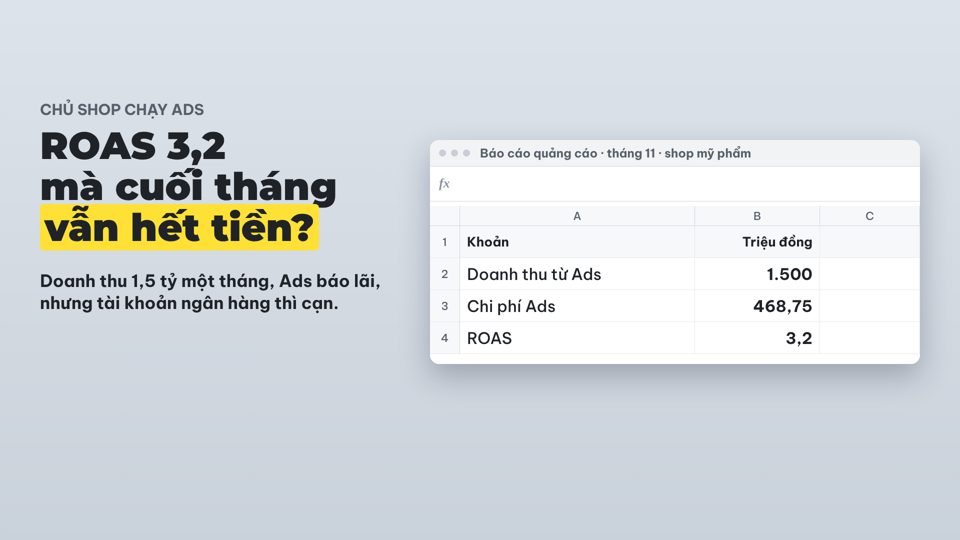 CHỦ SHOP CHẠY ADS
ROAS 3,2
mà cuối tháng
vẫn hết tiền?
Doanh thu 1,5 tỷ một tháng, Ads báo lãi,
nhưng tài khoản ngân hàng thì cạn.
Báo cáo quảng cáo · tháng 11 · shop mỹ phẩm
fx
A B C
1 Khoản Triệu đồng
2 Doanh thu từ Ads 1.500
3 Chi phí Ads 468,75
4 ROAS 3,2